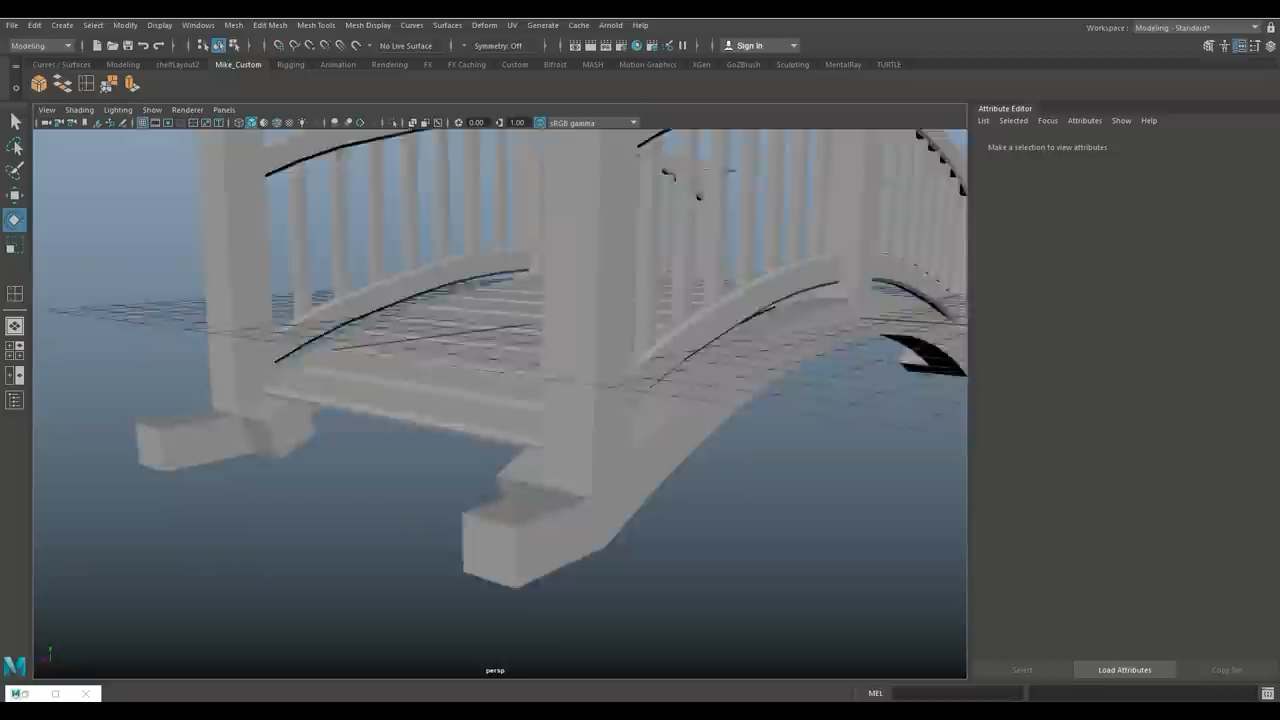 File Edit Create Select Modify Display Windows Mesh Edit Mesh Mesh Tools Mesh Display Curves Surfaces Deform UV Generate Cache Arnold Help
Workspace : Modeling - Standard*
Modeling No Live Surface Symmetry: Off Sign In
Curves / Surfaces Modeling shelfLayout2 Mike_Custom Rigging Animation Rendering FX FX Caching Custom Bifrost MASH Motion Graphics XGen GoZBrush Sculpting MentalRay TURTLE
View Shading Lighting Show Renderer Panels
0.00 1.00 sRGB gamma
Attribute Editor
List Selected Focus Attributes Show Help
Make a selection to view attributes
y
persp
Select Load Attributes Copy Tab
MEL